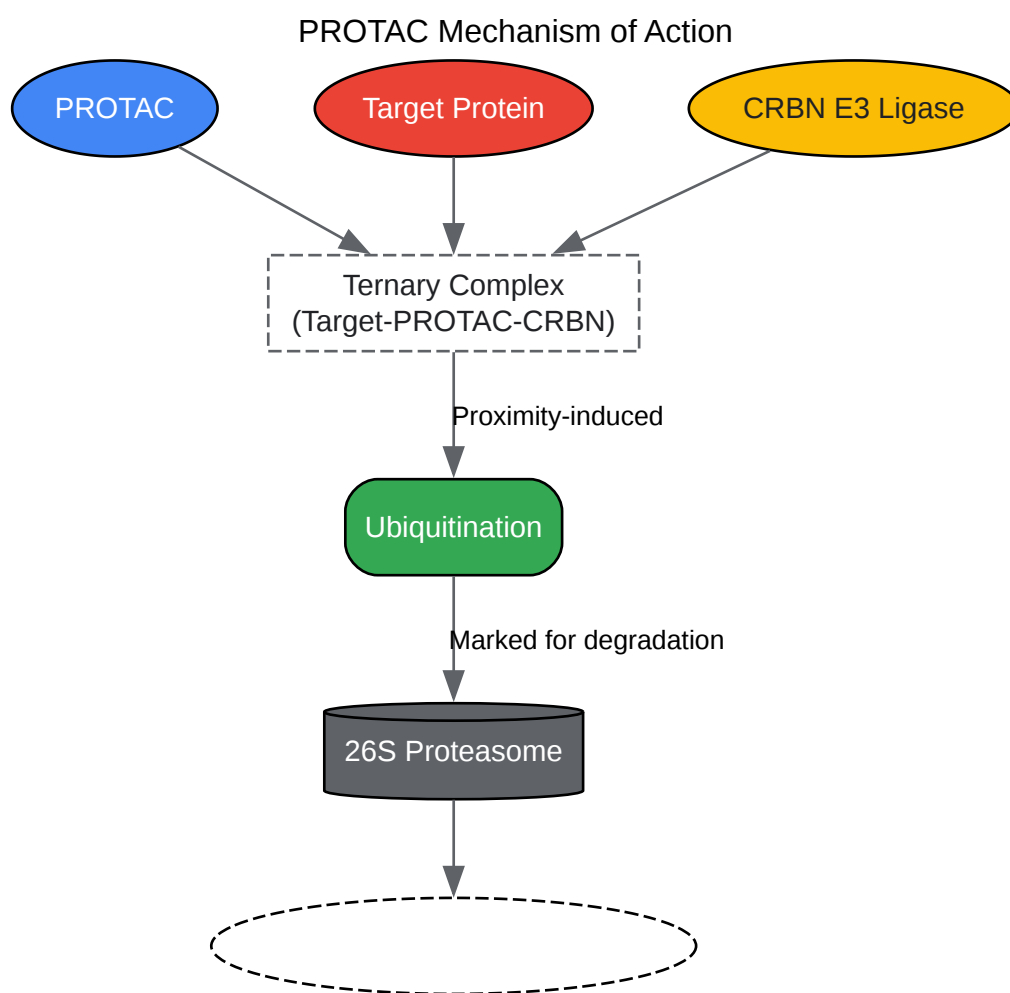 PROTAC Mechanism of Action
PROTAC
Target Protein
CRBN E3 Ligase
Ternary Complex
(Target-PROTAC-CRBN)
Proximity-induced
Ubiquitination
Marked for degradation
26S Proteasome